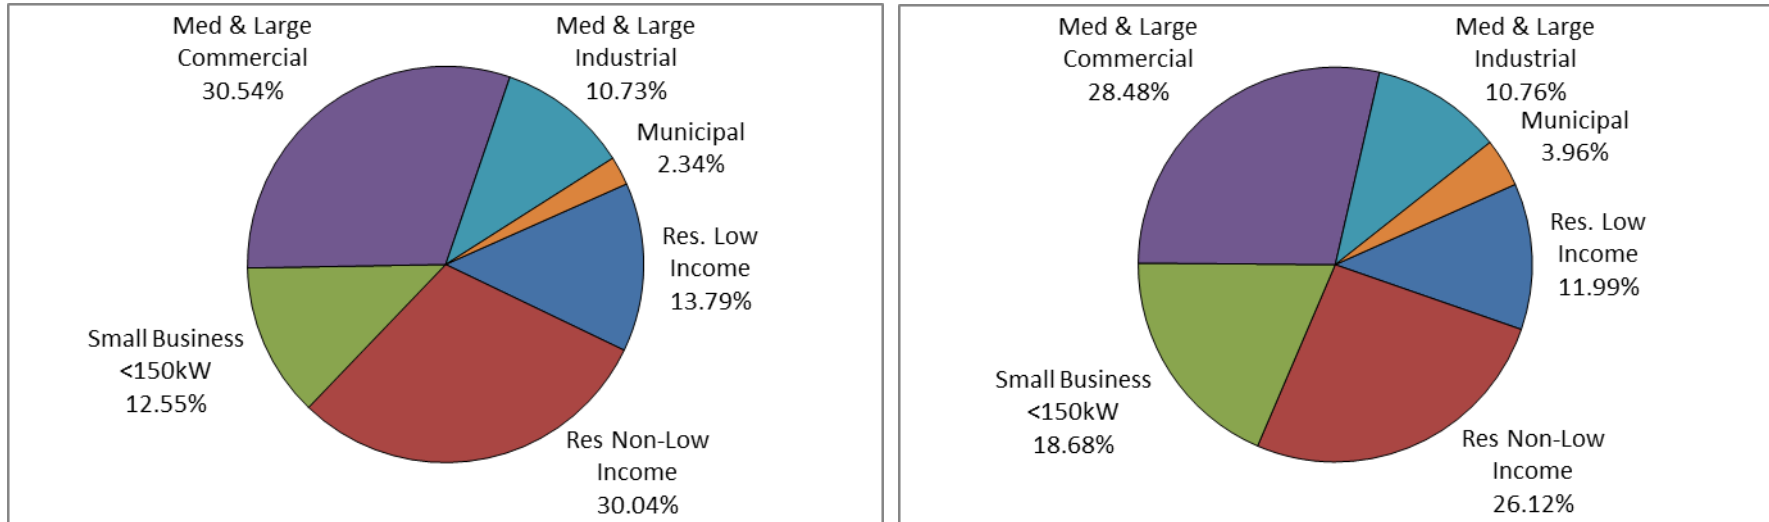 Med & Large
Commercial
30.54%
Med & Large
Industrial
10.73%
Municipal
2.34%
Res. Low
Income
13.79%
Small Business
<150kW
12.55%
Res Non-Low
Income
30.04%
Med & Large
Commercial
28.48%
Med & Large
Industrial
10.76%
Municipal
3.96%
Res. Low
Income
11.99%
Small Business
<150kW
18.68%
Res Non-Low
Income
26.12%